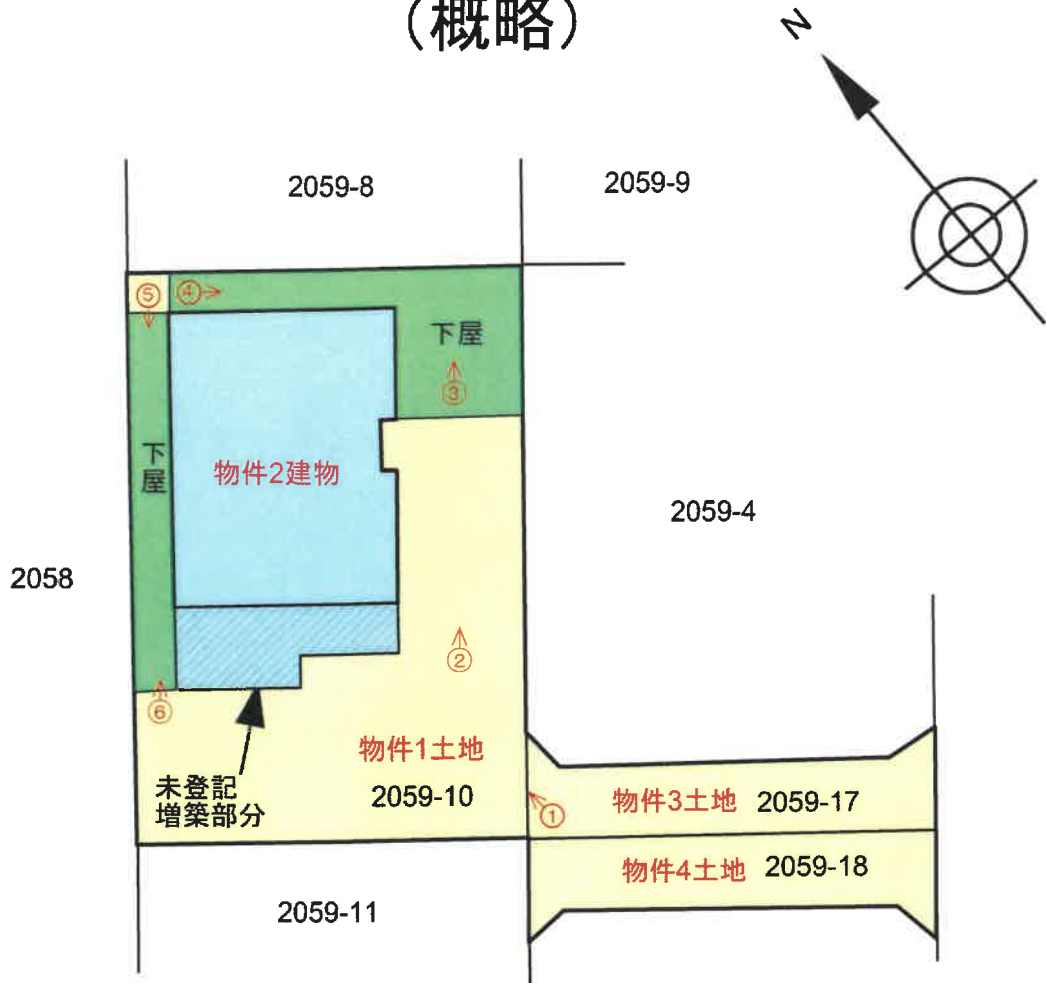 (概略)
N
2059-8
2059-9
⑤
④
下屋
③
下屋
物件2建物
2059-4
2058
②
⑥
物件1土地
未登記
増築部分
2059-10
①
物件3土地 2059-17
物件4土地 2059-18
2059-11